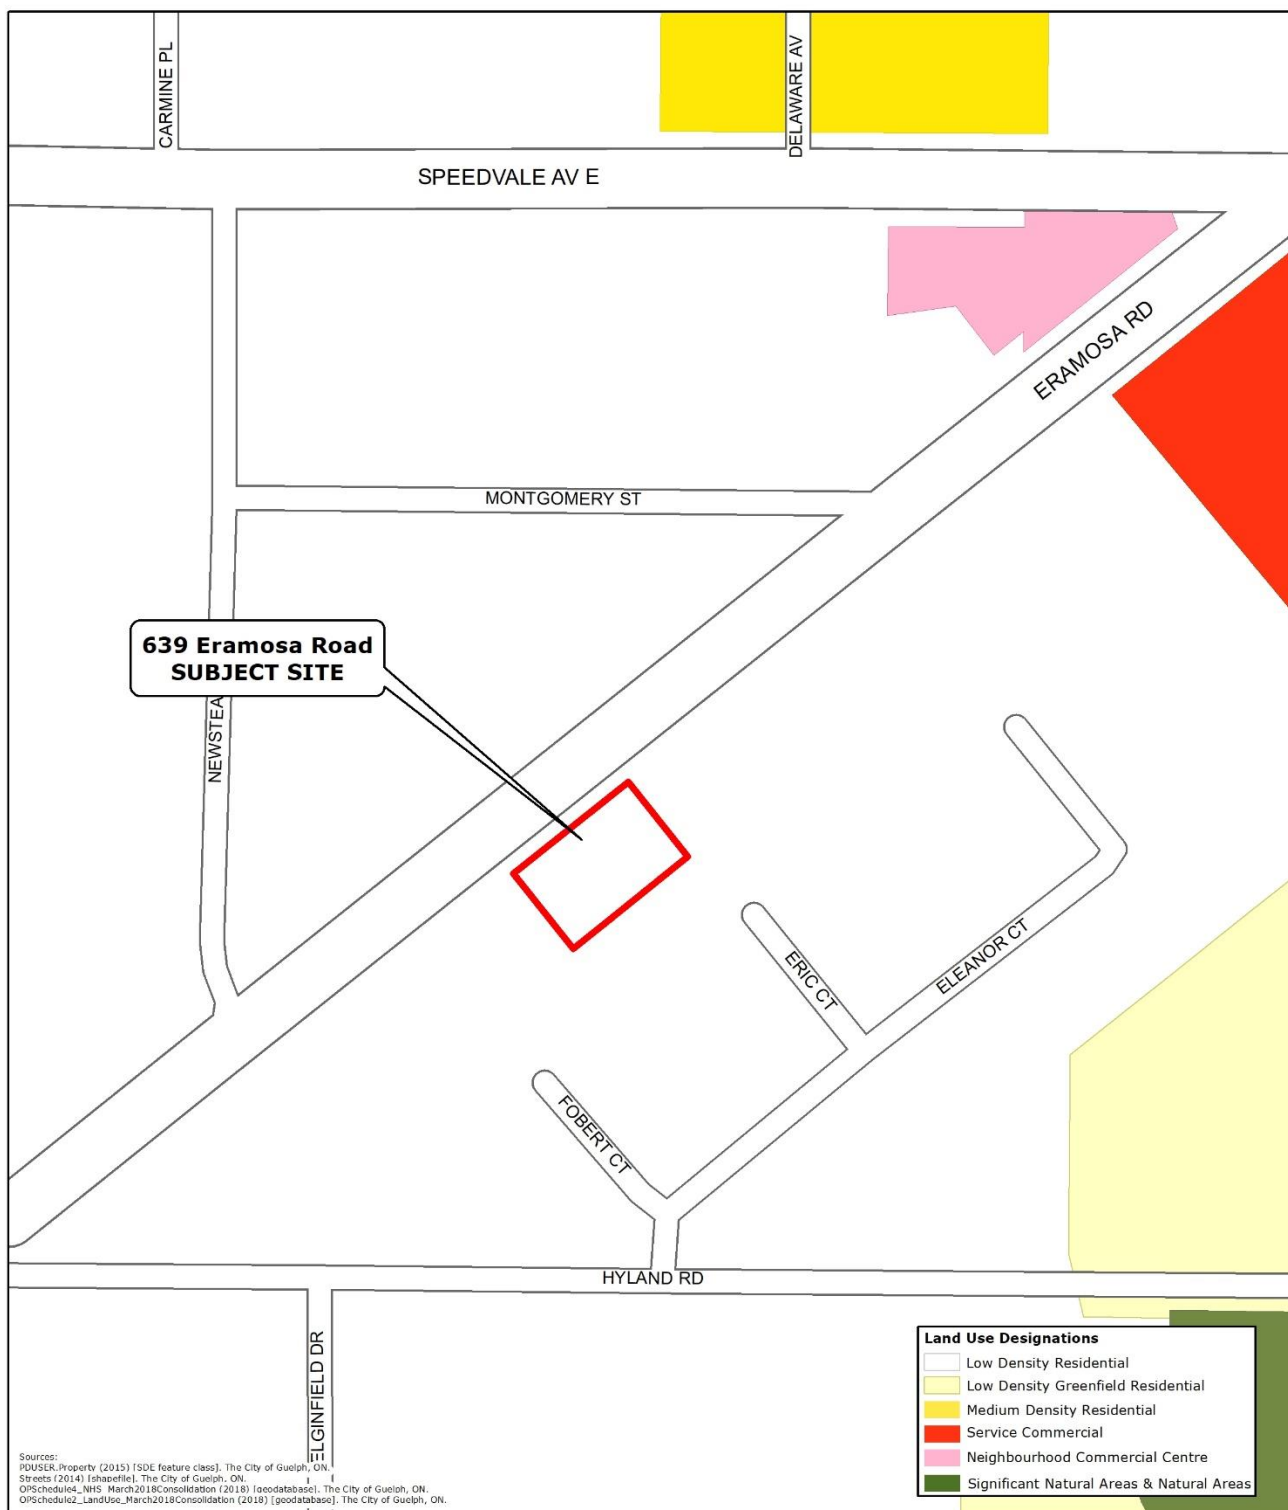 CARMINE PL
DELAWARE AV
SPEEDVALE AV E
ERAMOSA RD
MONTGOMERY ST
639 Eramosa Road
SUBJECT SITE
NEWSTEA
ERIC CT
ELEANOR CT
FOBERT CT
HYLAND RD
ELGINFIELD DR
Land Use Designations
Low Density Residential
Low Density Greenfield Residential
Medium Density Residential
Service Commercial
Neighbourhood Commercial Centre
Significant Natural Areas & Natural Areas
Sources:
PDUSER.Property (2015) [SDE feature class]. The City of Guelph, ON.
Streets (2014) [shapefile]. The City of Guelph, ON.
OPSchedule4_NHS_March2018Consolidation (2018) [geodatabase]. The City of Guelph, ON.
OPSchedule2_LandUse_March2018Consolidation (2018) [geodatabase]. The City of Guelph, ON.